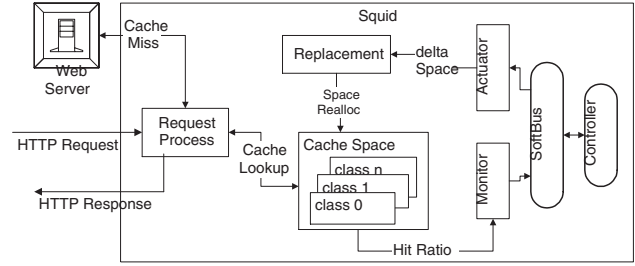 Squid
Cache
Miss
Web
Server
Replacement
delta
Space
Actuator
Space
Realloc
SoftBus
Controller
HTTP Request
Request
Process
Cache
Lookup
Cache Space
class n
class 1
class 0
Monitor
HTTP Response
Hit Ratio